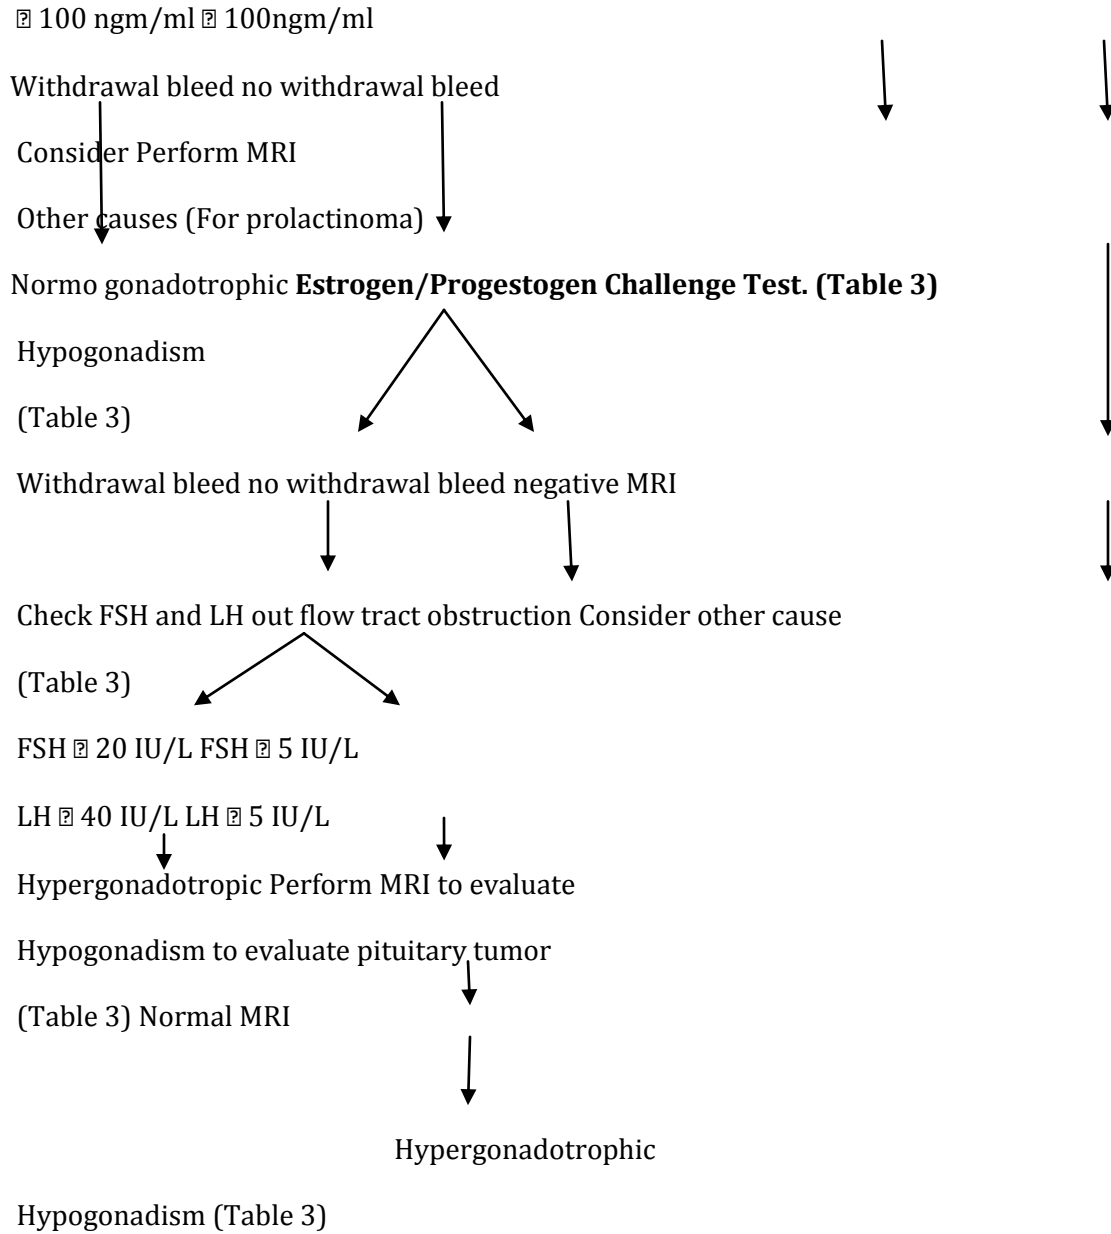 ⍰ 100 ngm/ml ⍰ 100ngm/ml
Withdrawal bleed no withdrawal bleed
Consider Perform MRI
Other causes (For prolactinoma)
Normo gonadotrophic Estrogen/Progestogen Challenge Test. (Table 3)
Hypogonadism
(Table 3)
Withdrawal bleed no withdrawal bleed negative MRI
Check FSH and LH out flow tract obstruction Consider other cause
(Table 3)
FSH ⍰ 20 IU/L FSH ⍰ 5 IU/L
LH ⍰ 40 IU/L LH ⍰ 5 IU/L
Hypergonadotropic Perform MRI to evaluate
Hypogonadism to evaluate pituitary tumor
(Table 3) Normal MRI
Hypergonadotrophic
Hypogonadism (Table 3)